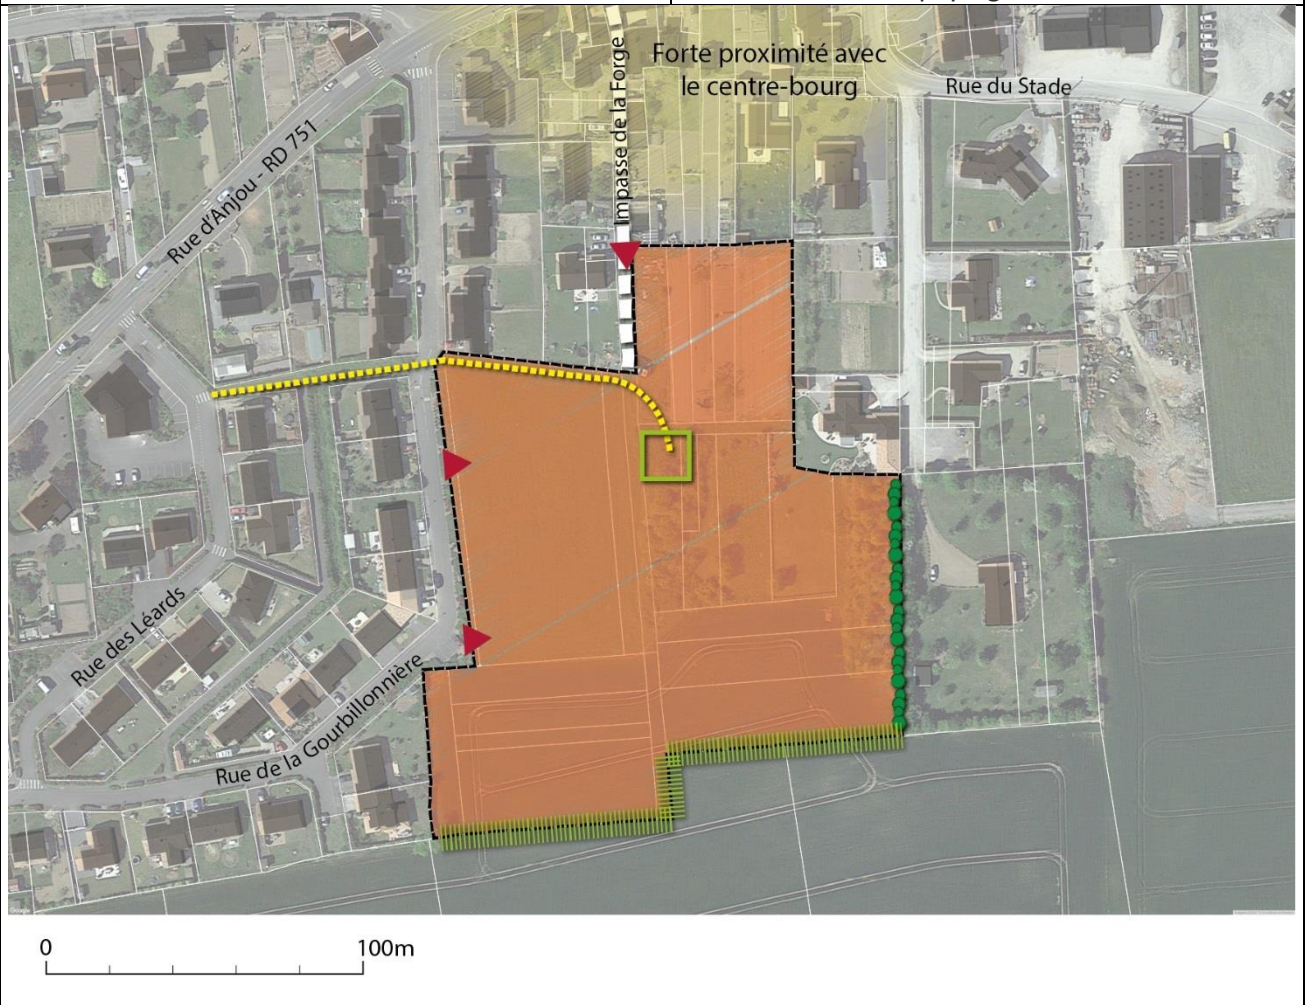 Forte proximité avec
le centre-bourg
Impasse de la Forge
Rue du Stade
Rue d'Anjou - RD 751
Rue des Léards
Rue de la Gourbillonnière
0 100m